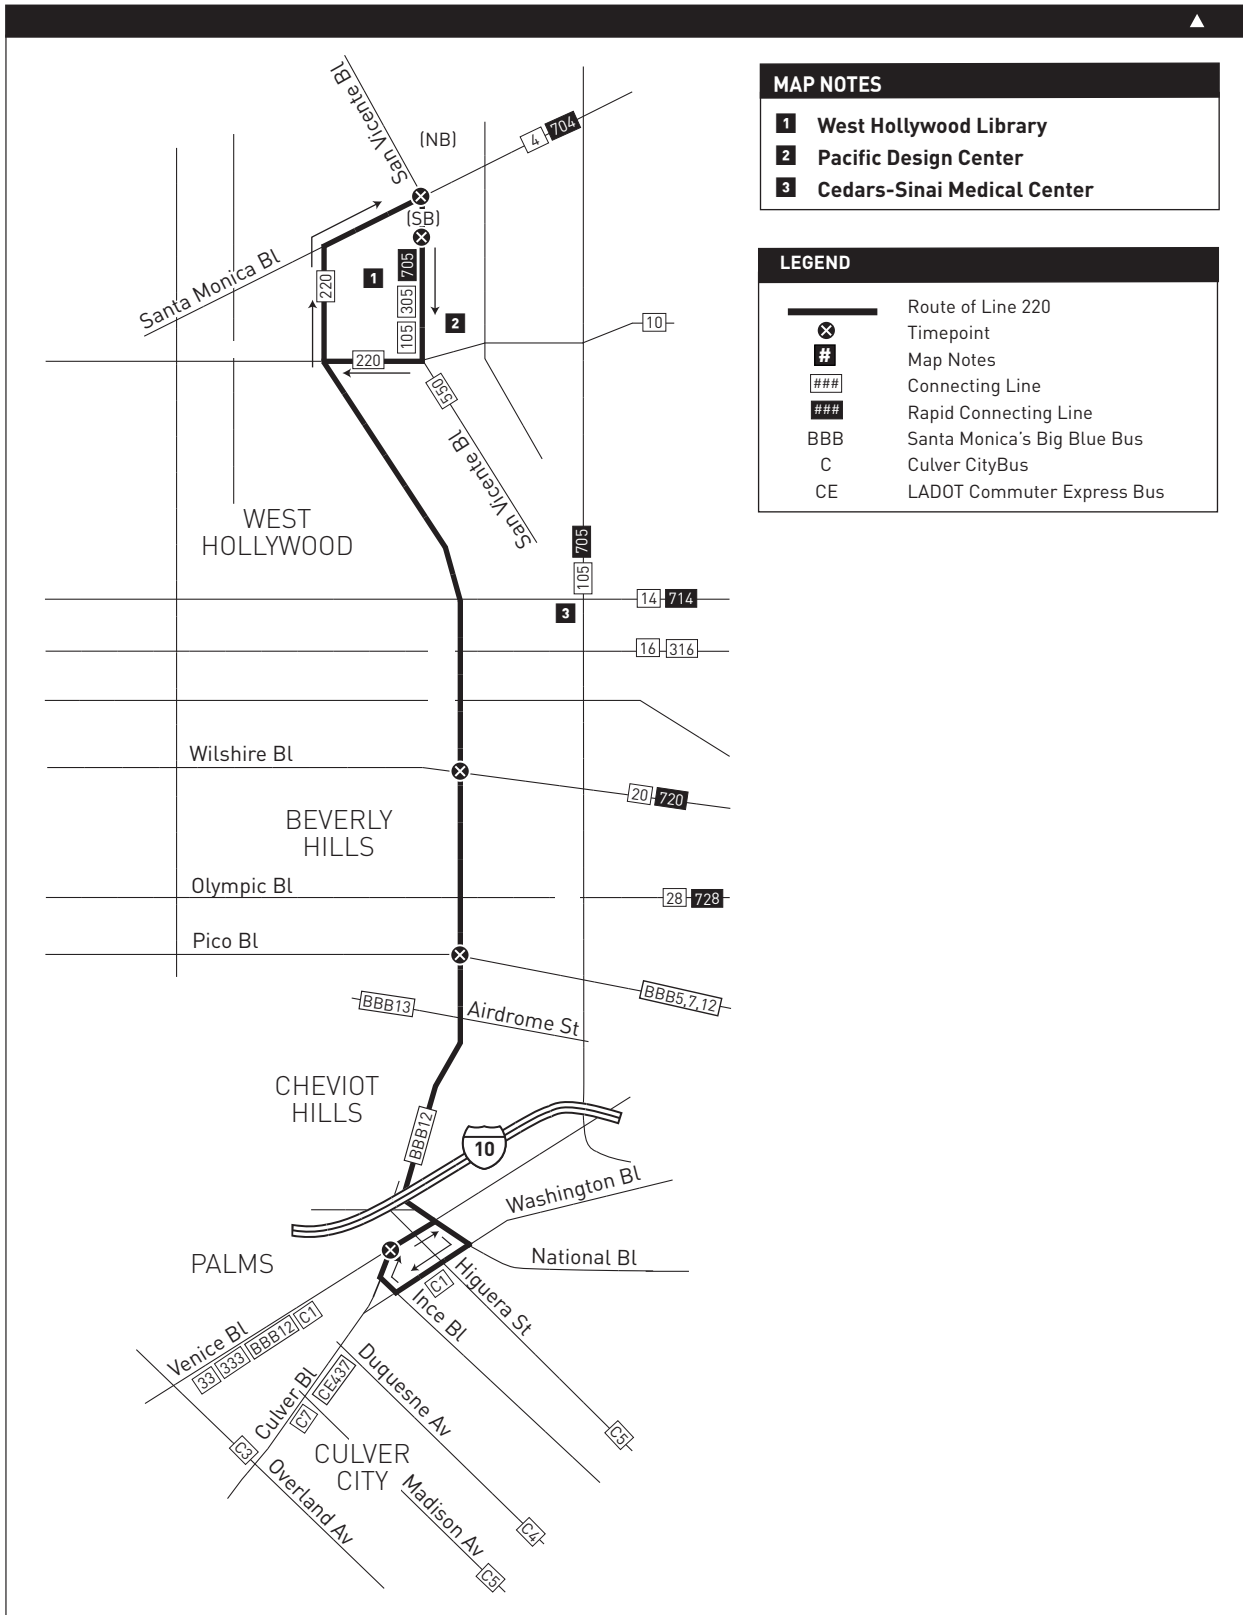 MAP NOTES
1 West Hollywood Library
2 Pacific Design Center
3 Cedars-Sinai Medical Center
LEGEND
Route of Line 220
Timepoint
# Map Notes
### Connecting Line
### Rapid Connecting Line
BBB Santa Monica's Big Blue Bus
C Culver CityBus
CE LADOT Commuter Express Bus
San Vicente Bl
(NB)
4 704
(SB)
Santa Monica Bl
220
1
705
305
105
2
10
220
550
San Vicente Bl
WEST
HOLLYWOOD
705
105
14 714
3
16 316
Wilshire Bl
20 720
BEVERLY
HILLS
Olympic Bl
28 728
Pico Bl
BBB13
BBB5,7,12
Airdrome St
CHEVIOT
HILLS
BBB12
10
Washington Bl
National Bl
PALMS
Higuera St
C1
Ince Bl
Venice Bl
33 333 BBB12 C1
Duquesne Av
Culver Bl
CE437
C7
C5
C3
CULVER
CITY
Overland Av
Madison Av
C4
C5